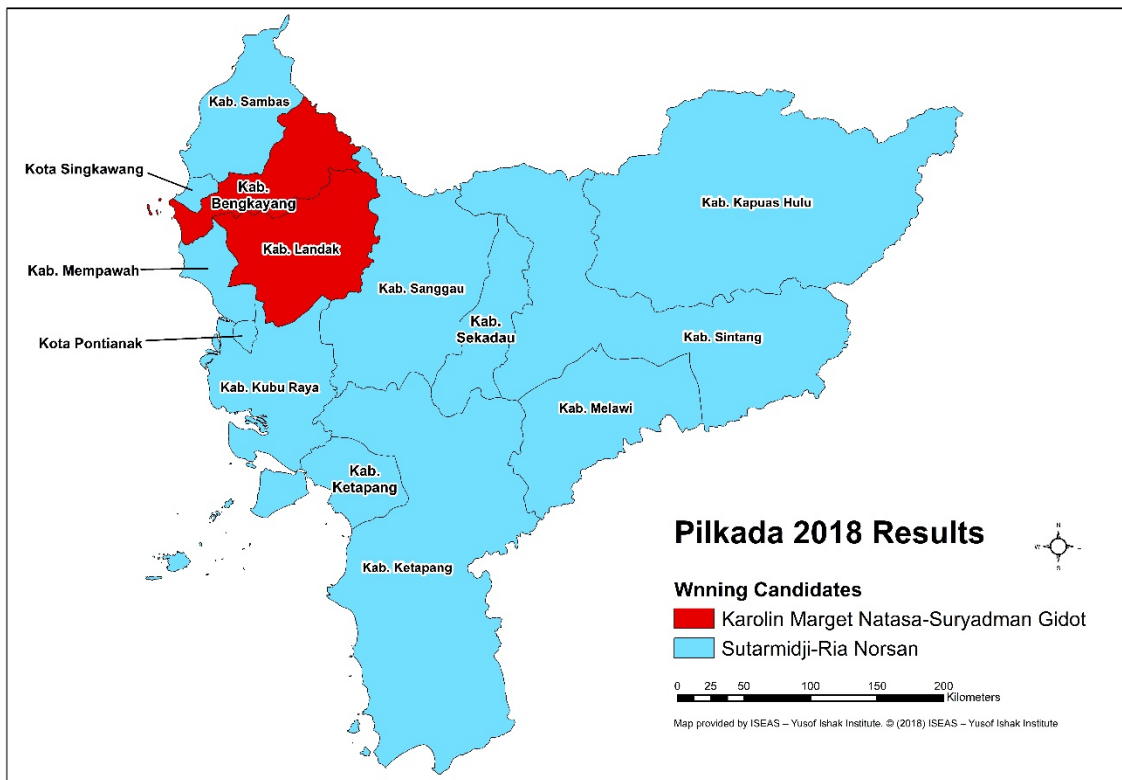 Kab. Sambas
Kota Singkawang
Kab.
Bengkayang
Kab. Kapuas Hulu
Kab. Landak
Kab. Mempawah
Kab. Sanggau
Kab.
Sekadau
Kab. Sintang
Kota Pontianak
Kab. Kubu Raya
Kab. Melawi
Kab.
Ketapang
Kab. Ketapang
Pilkada 2018 Results
N
W
S
Wnning Candidates
Karolin Marget Natasa-Suryadman Gidot
Sutarmidji-Ria Norsan
0 25 50 100 150 200
Kilometers
Map provided by ISEAS – Yusof Ishak Institute. © (2018) ISEAS – Yusof Ishak Institute